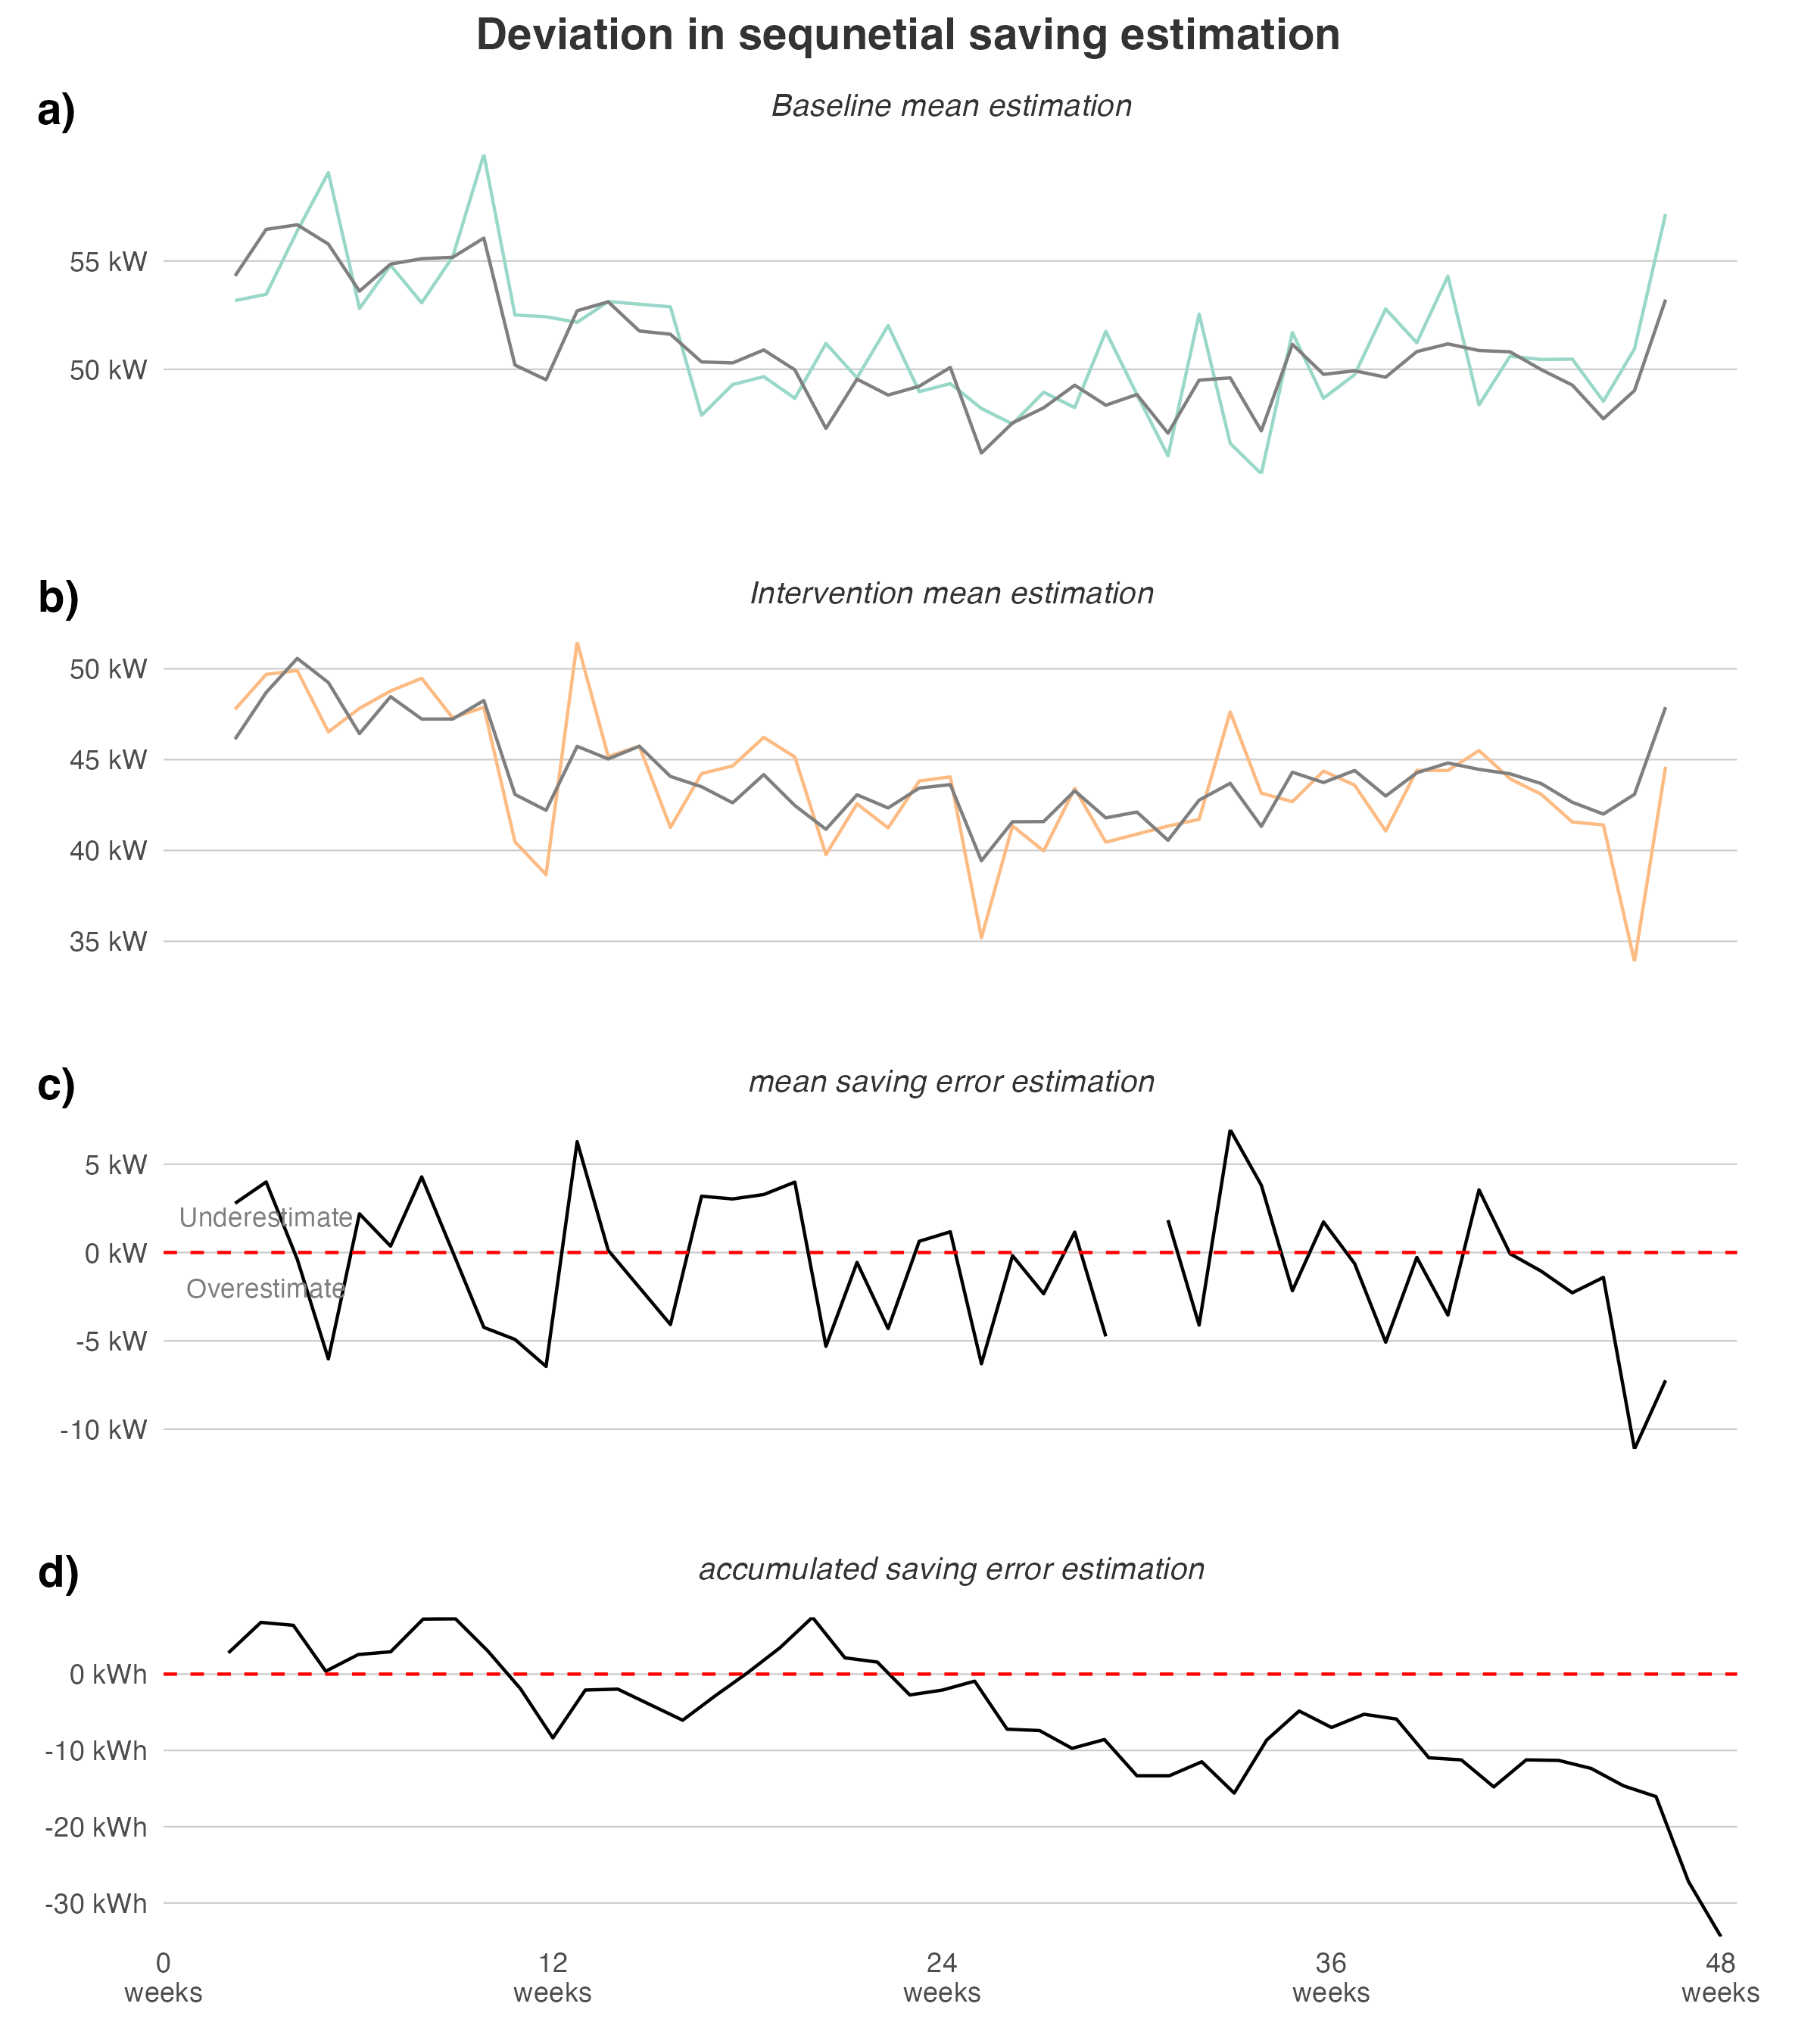 Deviation in sequnetial saving estimation
a)
Baseline mean estimation
55 kW
50 kW
b)
Intervention mean estimation
50 kW
45 kW
40 kW
35 kW
c)
mean saving error estimation
5 kW
Underestimate
0 kW
Overestimate
-5 kW
-10 kW
d)
accumulated saving error estimation
0 kWh
-10 kWh
-20 kWh
-30 kWh
0 12 24 36 48
weeks weeks weeks weeks weeks